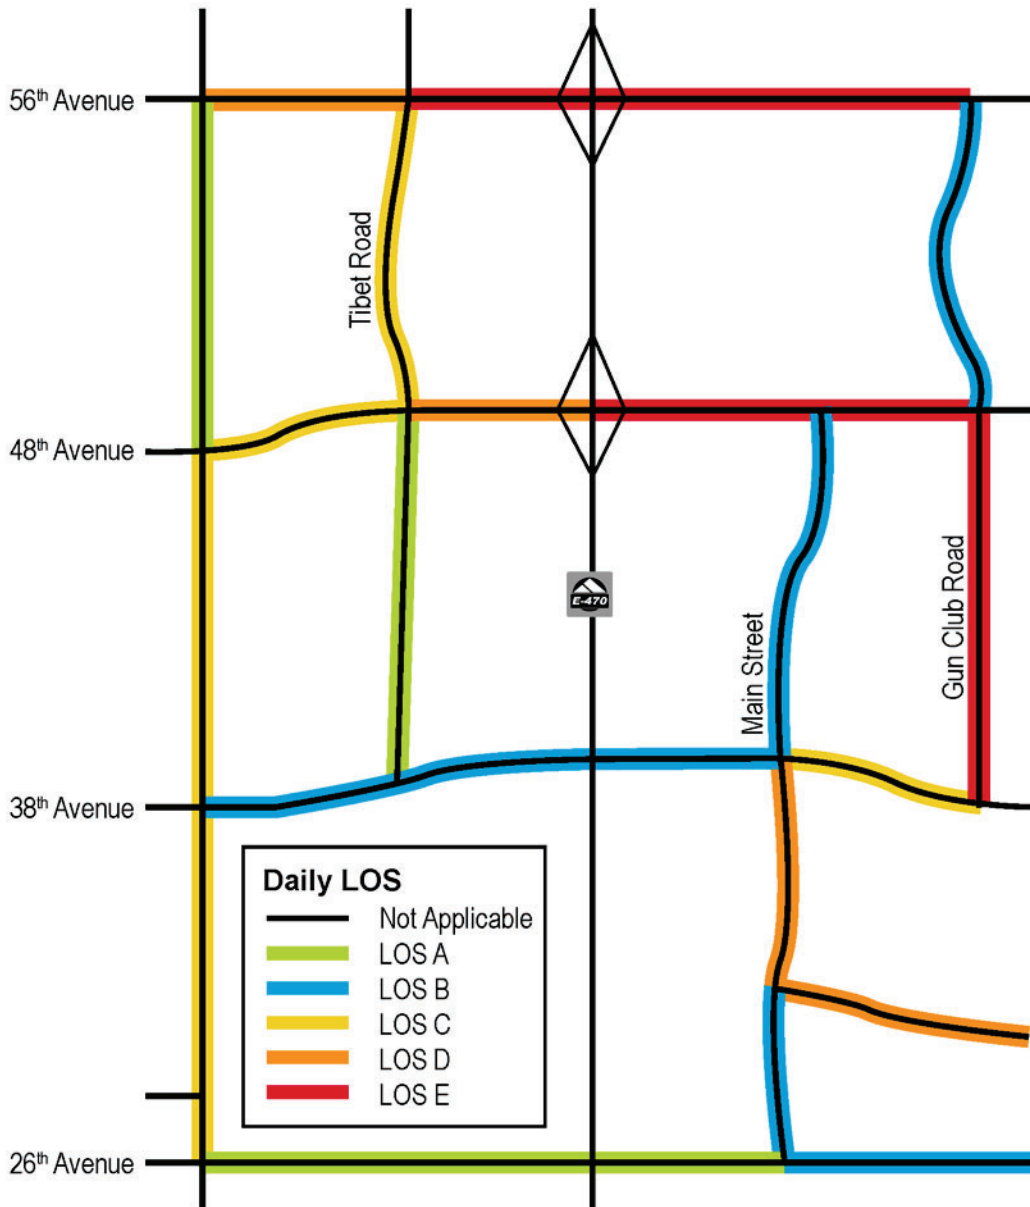 56th Avenue
Tibet Road
48th Avenue
E-470
Main Street
Gun Club Road
38th Avenue
Daily LOS
Not Applicable
LOS A
LOS B
LOS C
LOS D
LOS E
26th Avenue